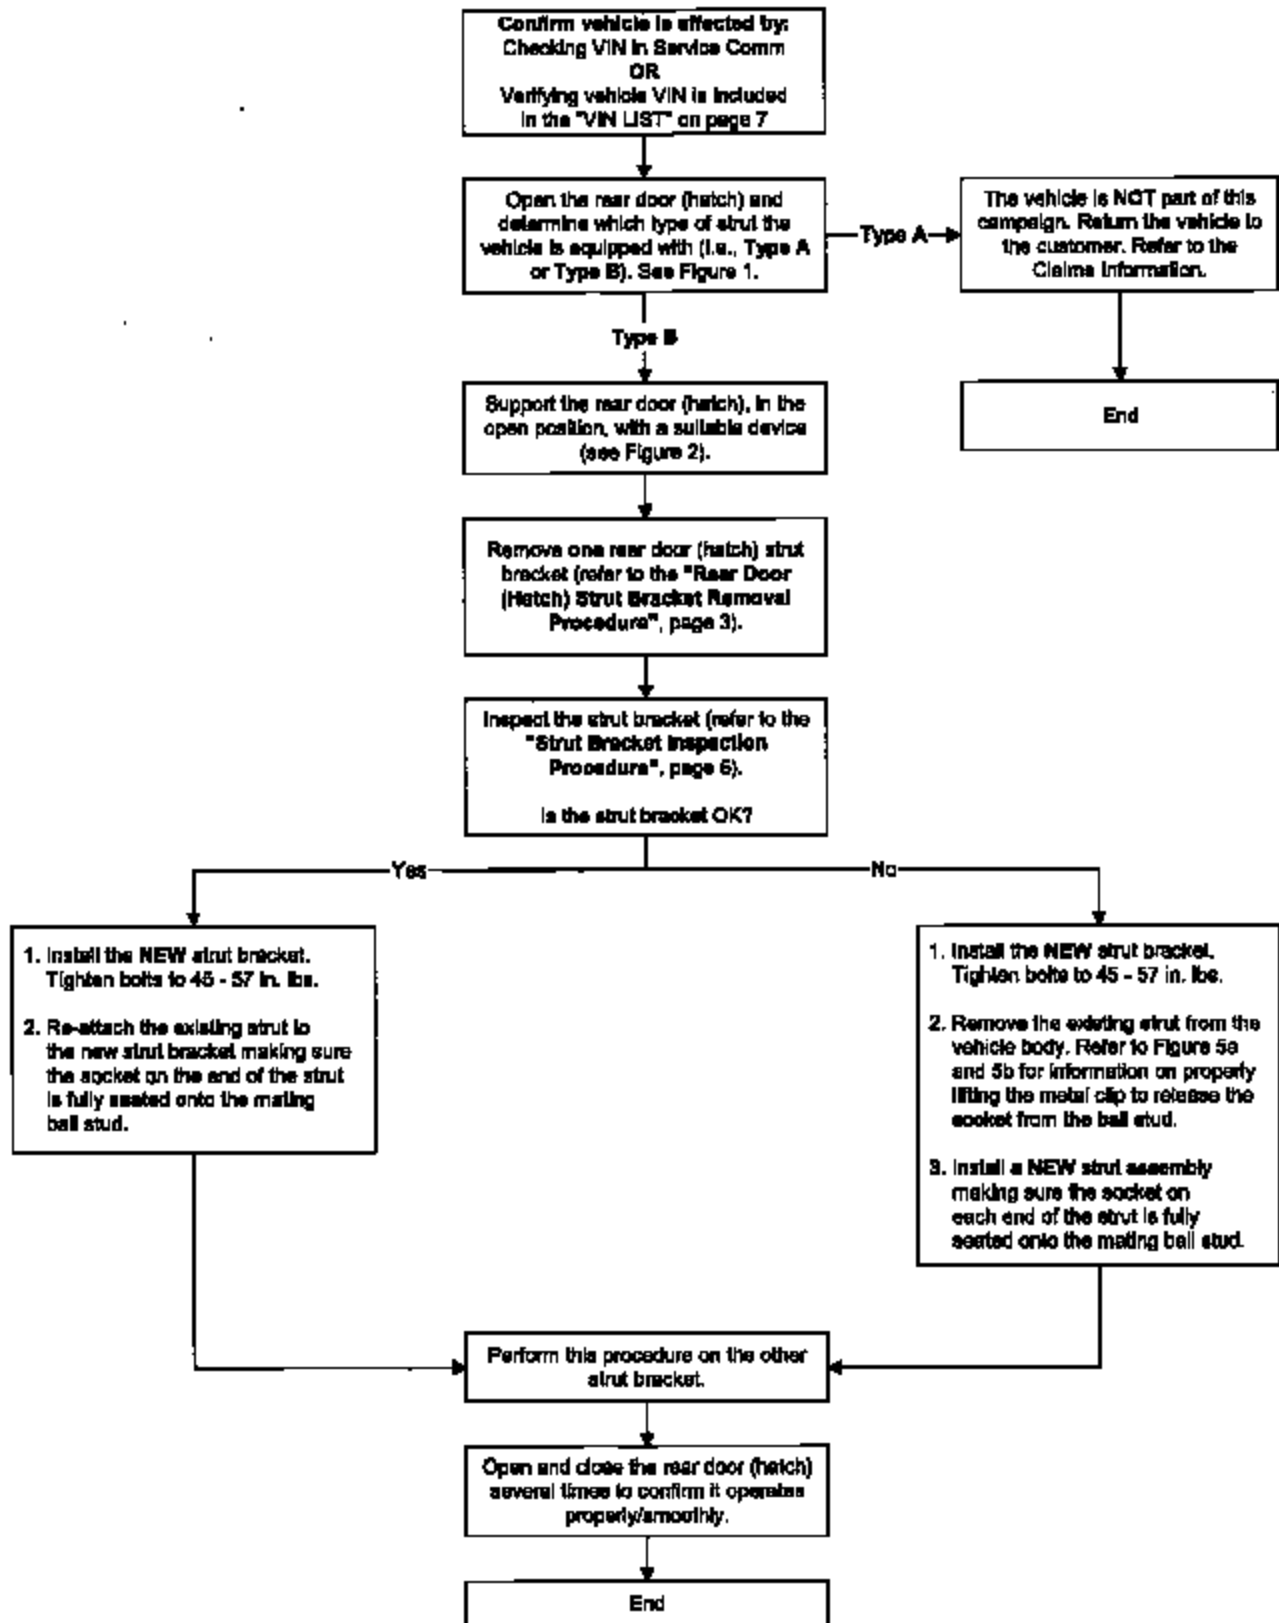 Confirm vehicle is affected by:
Checking VIN in Service Comm
OR
Verifying vehicle VIN is included
in the "VIN LIST" on page 7
Open the rear door (hatch) and
determine which type of strut the
vehicle is equipped with (i.e., Type A
or Type B). See Figure 1.
Type A
The vehicle is NOT part of this
campaign. Return the vehicle to
the customer. Refer to the
Claims Information.
Type B
End
Support the rear door (hatch), in the
open position, with a suitable device
(see Figure 2).
Remove one rear door (hatch) strut
bracket (refer to the "Rear Door
(Hatch) Strut Bracket Removal
Procedure", page 3).
Inspect the strut bracket (refer to the
"Strut Bracket Inspection
Procedure", page 5).
Is the strut bracket OK?
Yes
No
1. Install the NEW strut bracket.
Tighten bolts to 45 - 57 in. lbs.
2. Re-attach the existing strut to
the new strut bracket making sure
the socket on the end of the strut
is fully seated onto the mating
ball stud.
1. Install the NEW strut bracket.
Tighten bolts to 45 - 57 in. lbs.
2. Remove the existing strut from the
vehicle body. Refer to Figure 5a
and 5b for information on properly
lifting the metal clip to release the
socket from the ball stud.
3. Install a NEW strut assembly
making sure the socket on
each end of the strut is fully
seated onto the mating ball stud.
Perform this procedure on the other
strut bracket.
Open and close the rear door (hatch)
several times to confirm it operates
properly/smoothly.
End